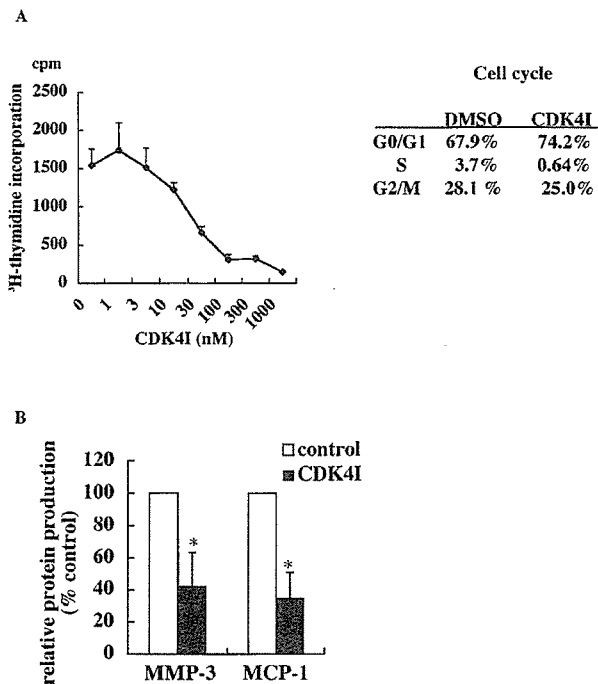 A
cpm
2500
2000
1500
1000
500
0
³H-thymidine incorporation
0 1 3 10 30 100 300 1000
CDK4I (nM)
Cell cycle
DMSO CDK4I
G0/G1 67.9% 74.2%
S 3.7% 0.64%
G2/M 28.1 % 25.0%
B
control
CDK4I
120
100
80
60
40
20
0
relative protein production
(% control)
* *
MMP-3 MCP-1